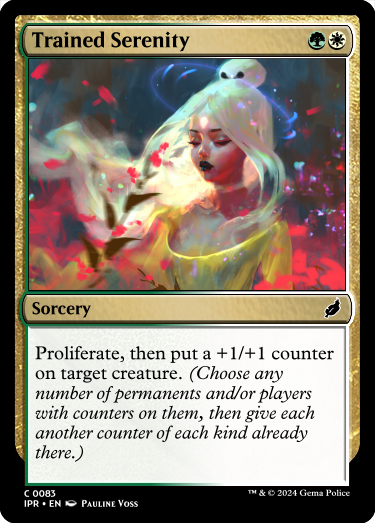 Trained Serenity
Sorcery
Proliferate, then put a +1/+1 counter
on target creature. (Choose any
number of permanents and/or players
with counters on them, then give each
another counter of each kind already
there.)
C 0083
IPR • EN Pauline Voss
™ & © 2024 Gema Police